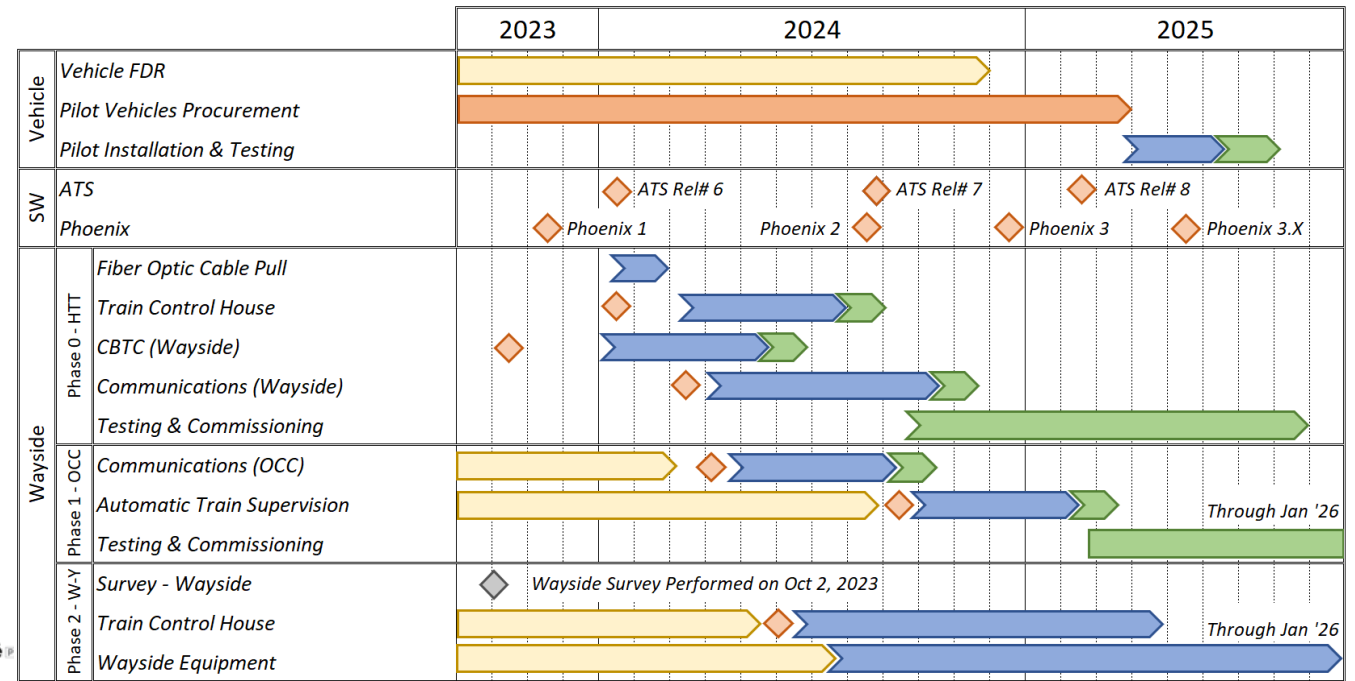 2023 2024 2025
Vehicle
Vehicle FDR
Pilot Vehicles Procurement
Pilot Installation & Testing
SW
ATS
ATS Rel# 6
ATS Rel# 7
ATS Rel# 8
Phoenix
Phoenix 1
Phoenix 2
Phoenix 3
Phoenix 3.X
Wayside
Phase 0 - HTT
Fiber Optic Cable Pull
Train Control House
CBTC (Wayside)
Communications (Wayside)
Testing & Commissioning
Phase 1 - OCC
Communications (OCC)
Automatic Train Supervision
Through Jan '26
Testing & Commissioning
Phase 2 - W-Y
Survey - Wayside
Wayside Survey Performed on Oct 2, 2023
Train Control House
Through Jan '26
Wayside Equipment